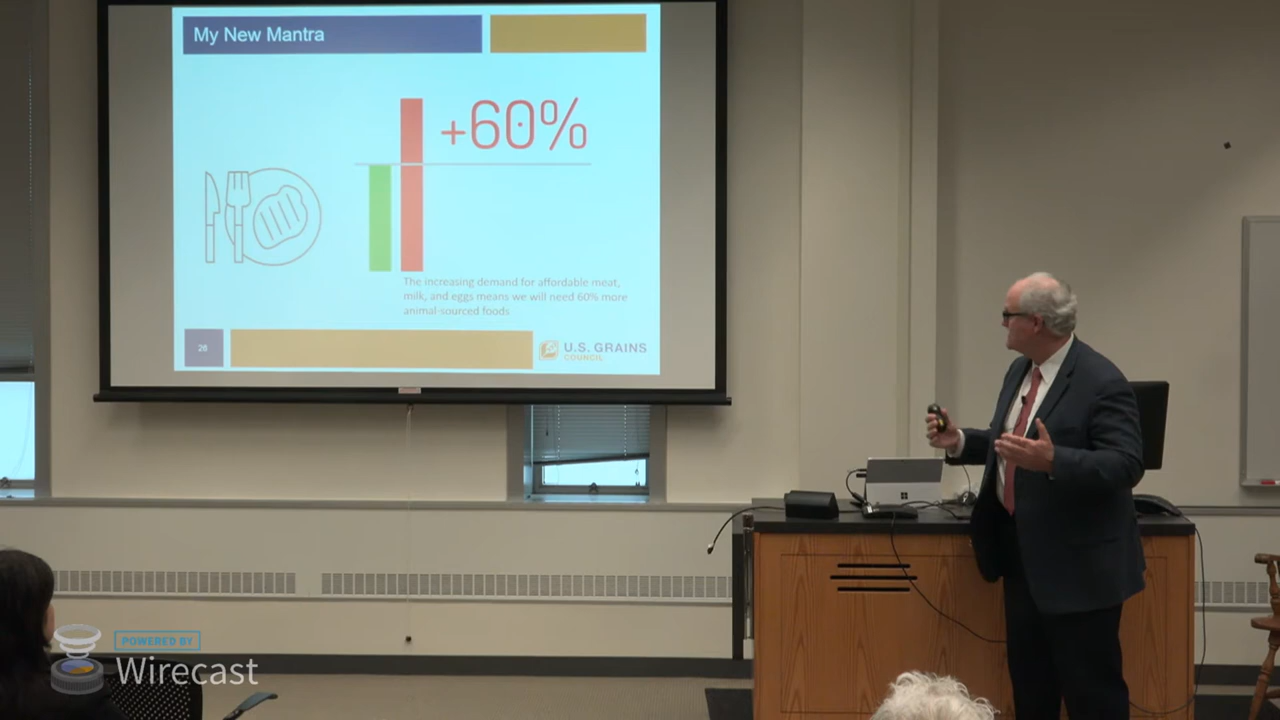 My New Mantra
+60%
The increasing demand for affordable meat,
milk, and eggs means we will need 60% more
animal-sourced foods
26
U.S. GRAINS
COUNCIL
POWERED BY
Wirecast